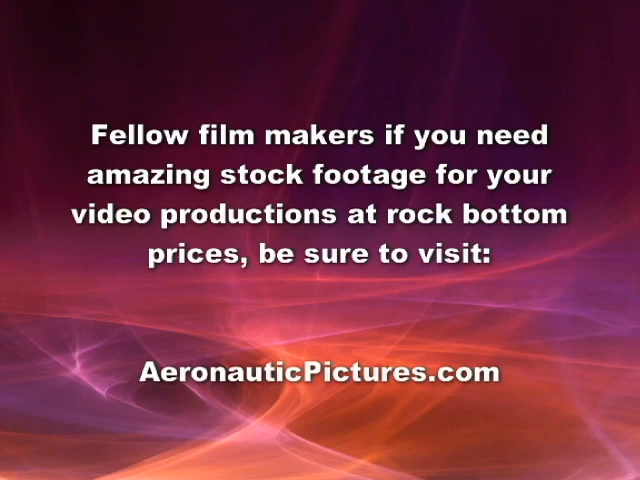 Fellow film makers if you need
amazing stock footage for your
video productions at rock bottom
prices, be sure to visit:
AeronauticPictures.com